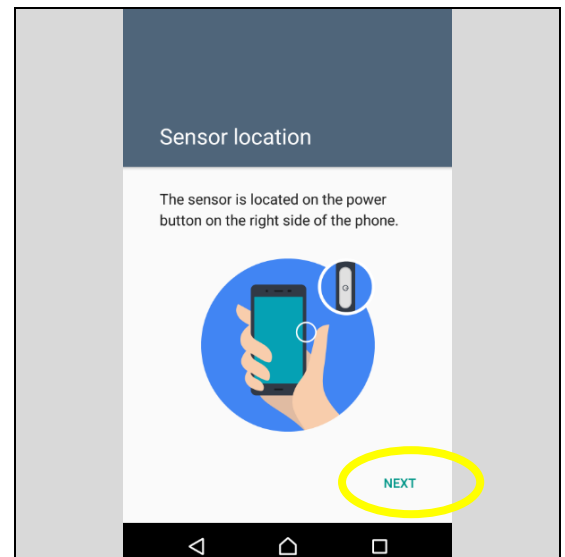 Sensor location
The sensor is located on the power
button on the right side of the phone.
NEXT